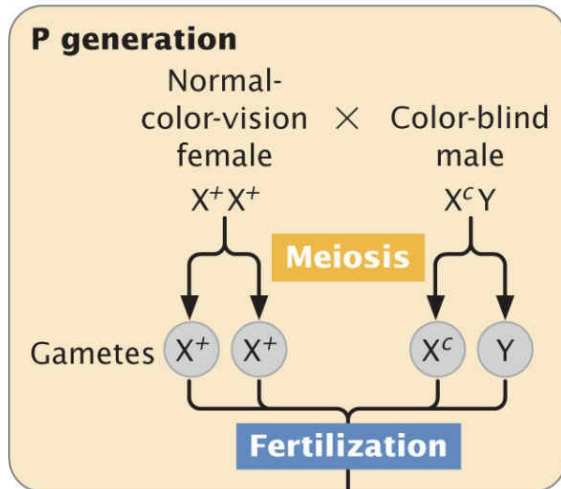 P generation
Normal-
color-vision
female
×
Color-blind
male
X⁺X⁺
XᶜY
Meiosis
Gametes
X⁺
X⁺
Xᶜ
Y
Fertilization